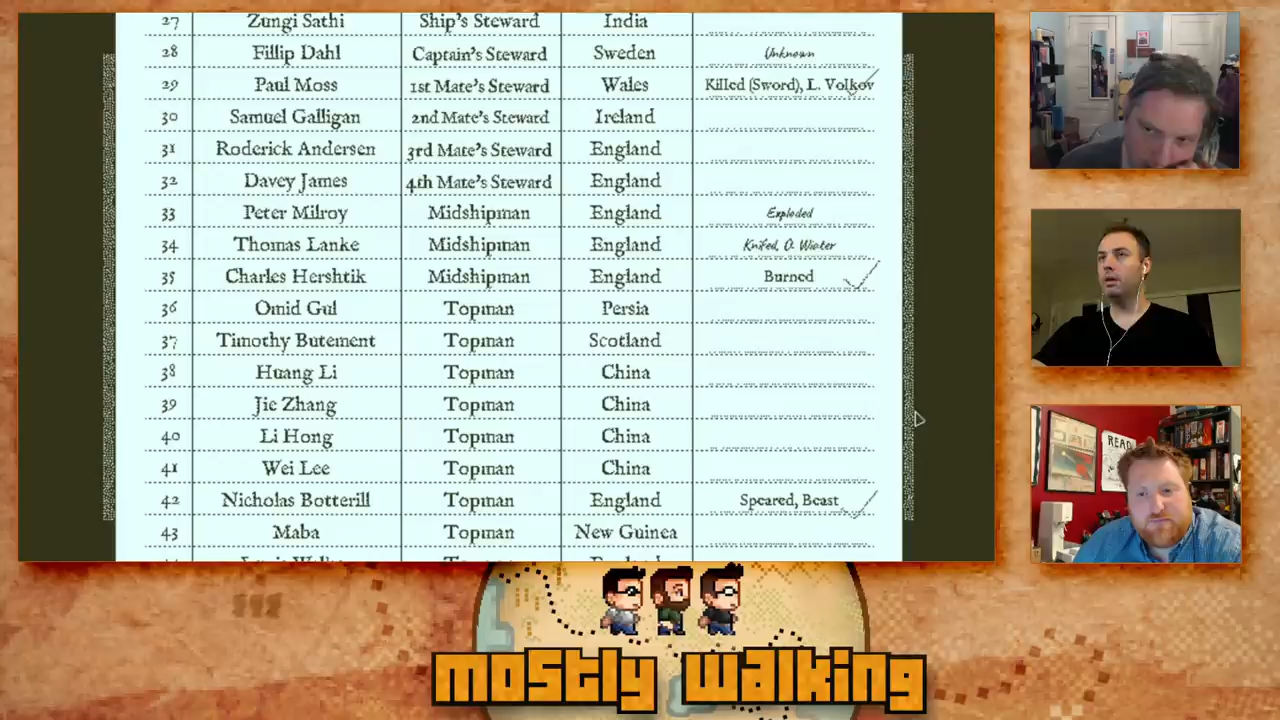 27 Zungi Sathi Ship's Steward India
28 Fillip Dahl Captain's Steward Sweden Unknown
29 Paul Moss 1st Mate's Steward Wales Killed (Sword), L. Volkov
30 Samuel Galligan 2nd Mate's Steward Ireland
31 Roderick Andersen 3rd Mate's Steward England
32 Davey James 4th Mate's Steward England
33 Peter Milroy Midshipman England Exploded
34 Thomas Lanke Midshipman England Knifed, O. Wiater
35 Charles Hershtik Midshipman England Burned
36 Omid Gul Topman Persia
37 Timothy Butement Topman Scotland
38 Huang Li Topman China
39 Jie Zhang Topman China
40 Li Hong Topman China
41 Wei Lee Topman China
42 Nicholas Botterill Topman England Speared, Beast
43 Maba Topman New Guinea
READ
mostly walking